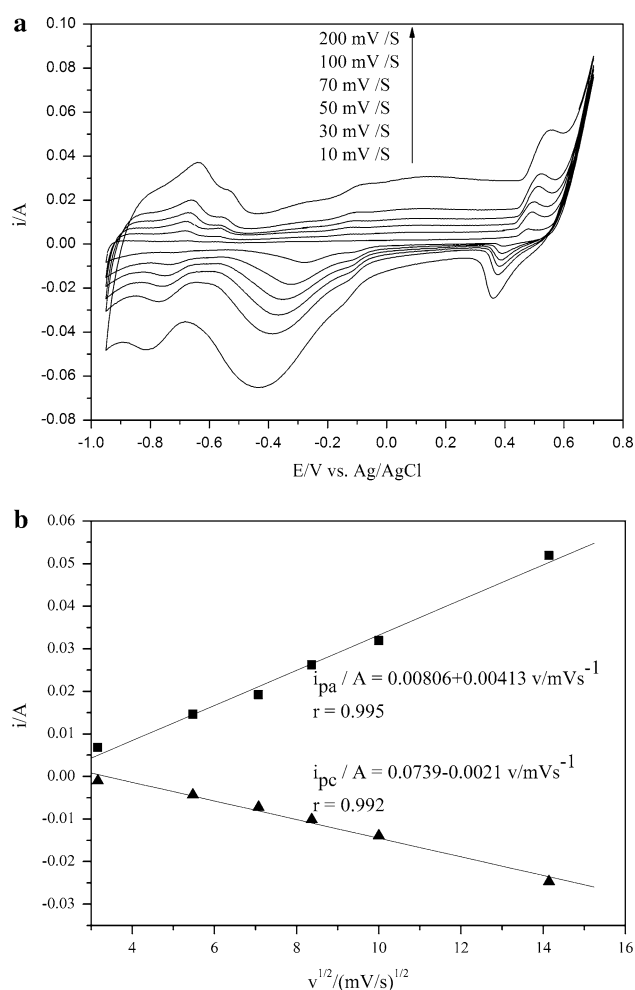 a
0.10
0.08
0.06
0.04
0.02
0.00
-0.02
-0.04
-0.06
-0.08
i/A
200 mV /S
100 mV /S
70 mV /S
50 mV /S
30 mV /S
10 mV /S
-1.0 -0.8 -0.6 -0.4 -0.2 0.0 0.2 0.4 0.6 0.8
E/V vs. Ag/AgCl
b
0.06
0.05
0.04
0.03
0.02
0.01
0.00
-0.01
-0.02
-0.03
i/A
i_pa / A = 0.00806+0.00413 v/mVs^-1
r = 0.995
i_pc / A = 0.0739-0.0021 v/mVs^-1
r = 0.992
4 6 8 10 12 14 16
v^1/2/(mV/s)^1/2